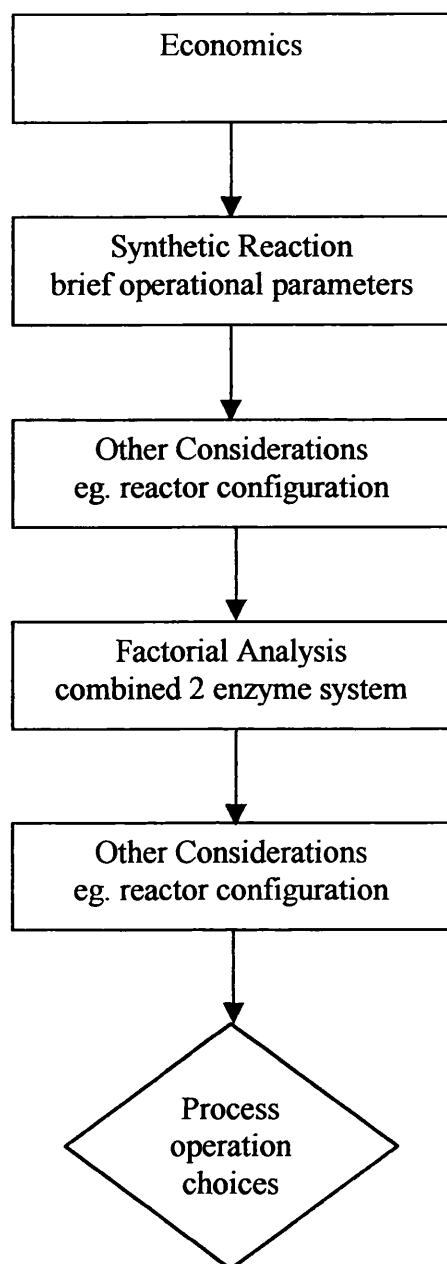 Economics
Synthetic Reaction
brief operational parameters
Other Considerations
eg. reactor configuration
Factorial Analysis
combined 2 enzyme system
Other Considerations
eg. reactor configuration
Process
operation
choices